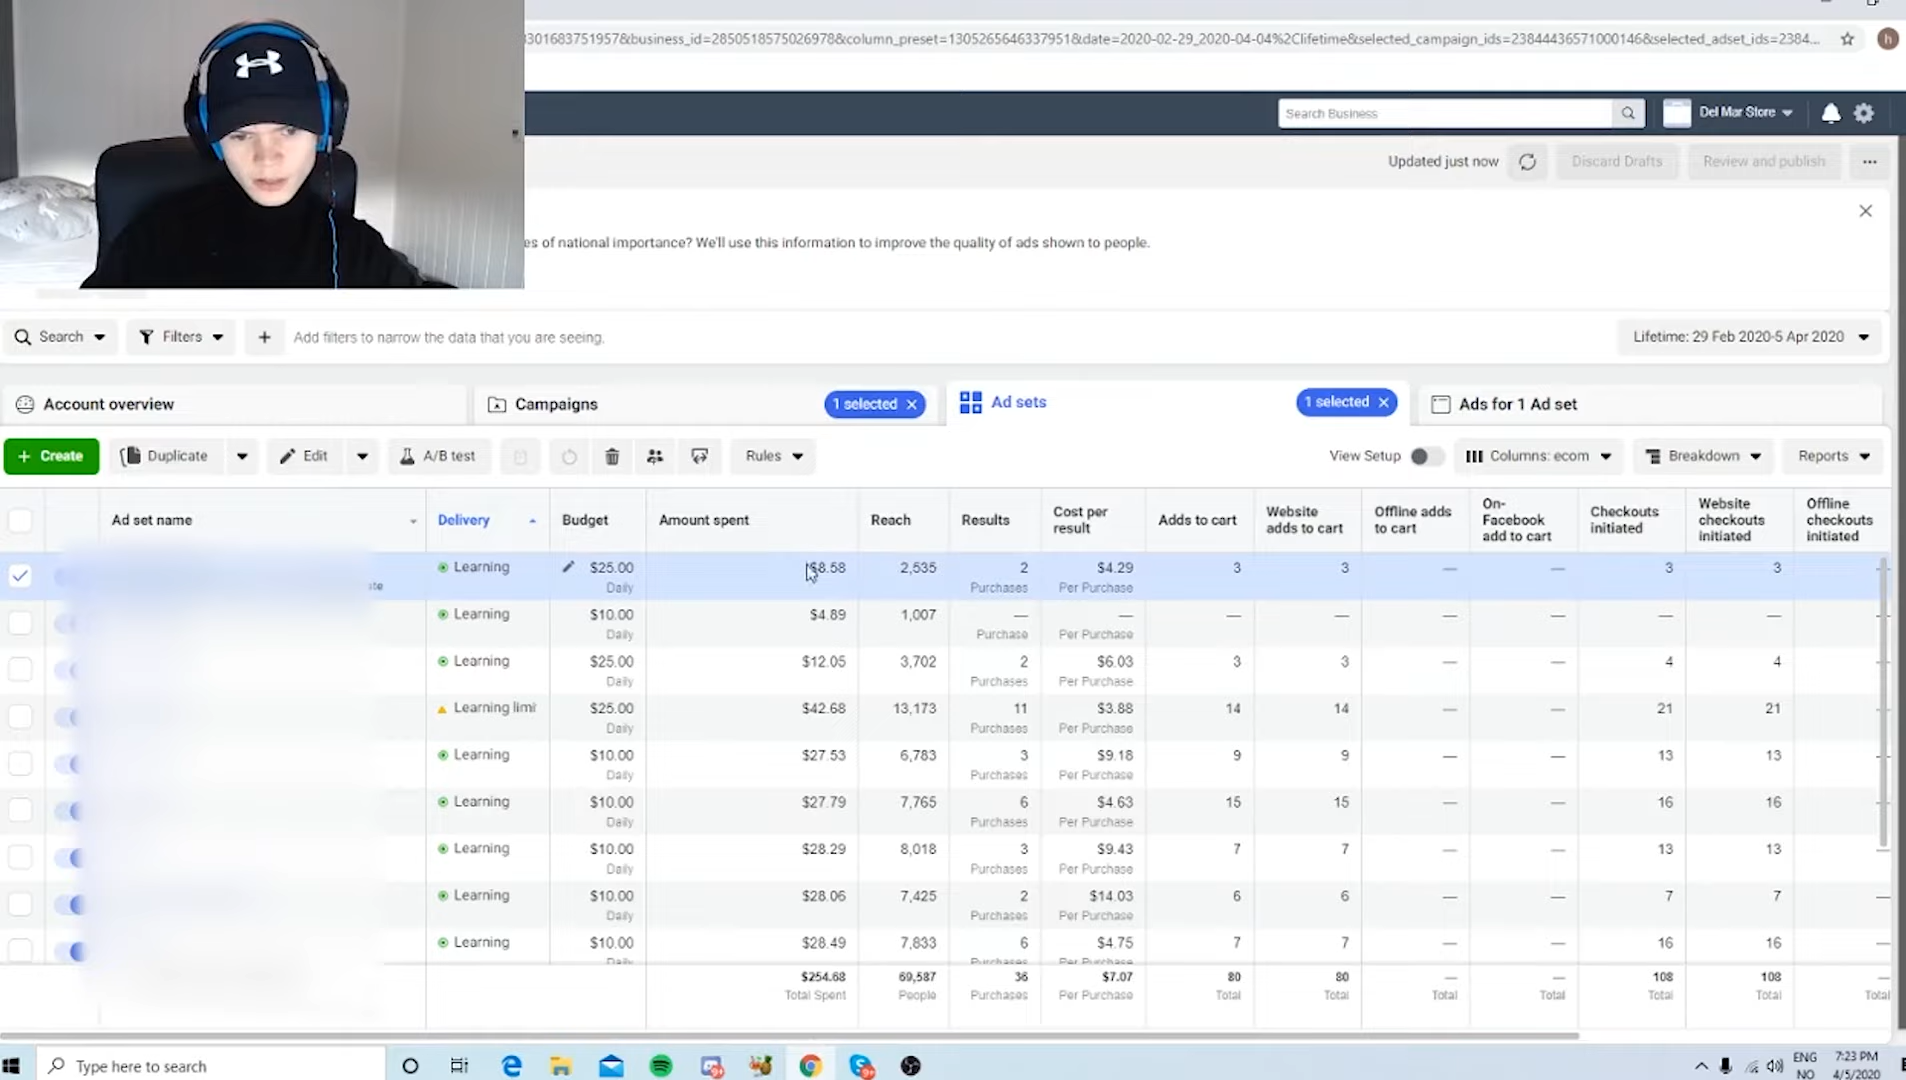 3301683751957&business_id=2850518575026978&column_preset=1305265646337951&date=2020-02-29_2020-04-04%2Clifetime&selected_campaign_ids=23844436571000146&selected_adset_ids=2384...
h
Search Business
Del Mar Store
Updated just now
Discard Drafts
Review and publish
es of national importance? We'll use this information to improve the quality of ads shown to people.
Search
Filters
Add filters to narrow the data that you are seeing.
Lifetime: 29 Feb 2020-5 Apr 2020
Account overview
Campaigns
1 selected
Ad sets
1 selected
Ads for 1 Ad set
+ Create
Duplicate
Edit
A/B test
Rules
View Setup
Columns: ecom
Breakdown
Reports
Ad set name Delivery Budget Amount spent Reach Results Cost per result Adds to cart Website adds to cart Offline adds to cart On-Facebook add to cart Checkouts initiated Website checkouts initiated Offline checkouts initiated
Learning $25.00 $8.58 2,535 2 $4.29 3 3 — — 3 3 —
Daily Purchases Per Purchase
Learning $10.00 $4.89 1,007 — — — — — — — — —
Daily Purchase Per Purchase
Learning $25.00 $12.05 3,702 2 $6.03 3 3 — — 4 4 —
Daily Purchases Per Purchase
Learning limi $25.00 $42.68 13,173 11 $3.88 14 14 — — 21 21 —
Daily Purchases Per Purchase
Learning $10.00 $27.53 6,783 3 $9.18 9 9 — — 13 13 —
Daily Purchases Per Purchase
Learning $10.00 $27.79 7,765 6 $4.63 15 15 — — 16 16 —
Daily Purchases Per Purchase
Learning $10.00 $28.29 8,018 3 $9.43 7 7 — — 13 13 —
Daily Purchases Per Purchase
Learning $10.00 $28.06 7,425 2 $14.03 6 6 — — 7 7 —
Daily Purchases Per Purchase
Learning $10.00 $28.49 7,833 6 $4.75 7 7 — — 16 16 —
Daily Purchases Per Purchase
$254.68 69,587 36 $7.07 80 80 — — 108 108 —
Total Spent People Purchases Per Purchase Total Total Total Total Total Total Total
Type here to search
ENG
NO
7:23 PM
4/5/2020